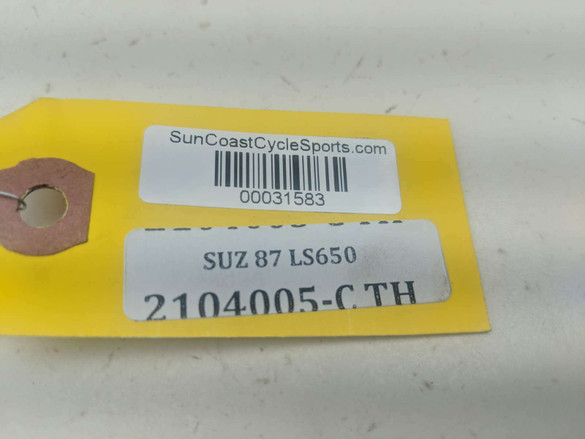 SunCoastCycleSports.com
00031583
SUZ 87 LS650
2104005-C TH